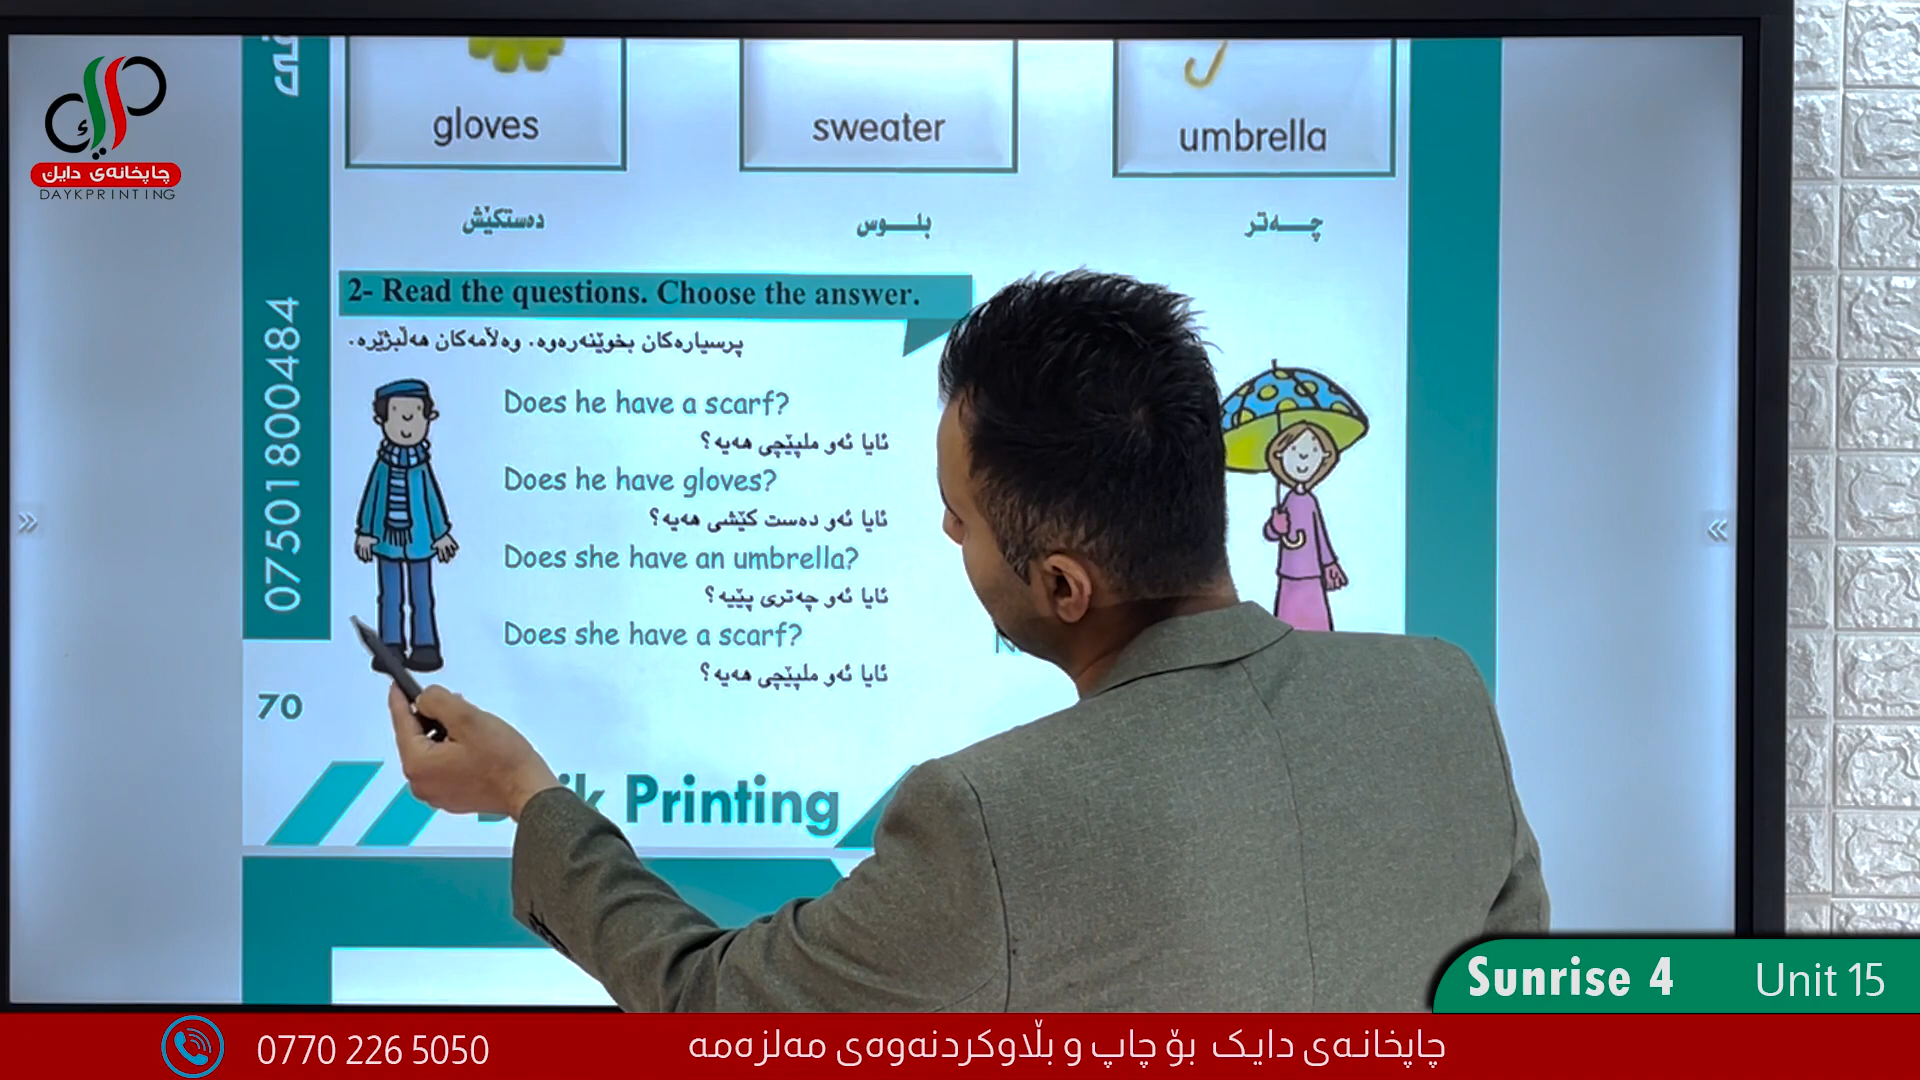 چاپخانەی دایك
DAYKPRINTING
gloves
sweater
umbrella
دەستکێش
بلــوس
چــەتر
2- Read the questions. Choose the answer.
پرسیارەکان بخوێنەرەوە. وەڵامەکان هەڵبژێرە.
Does he have a scarf?
ئایا ئەو ملپێچی هەیە؟
Does he have gloves?
ئایا ئەو دەست کێشی هەیە؟
Does she have an umbrella?
ئایا ئەو چەتری پێیە؟
Does she have a scarf?
ئایا ئەو ملپێچی هەیە؟
07501800484
70
Printing
Sunrise 4
Unit 15
0770 226 5050
چاپخانەی دایک بۆ چاپ و بڵاوکردنەوەی مەلزەمە